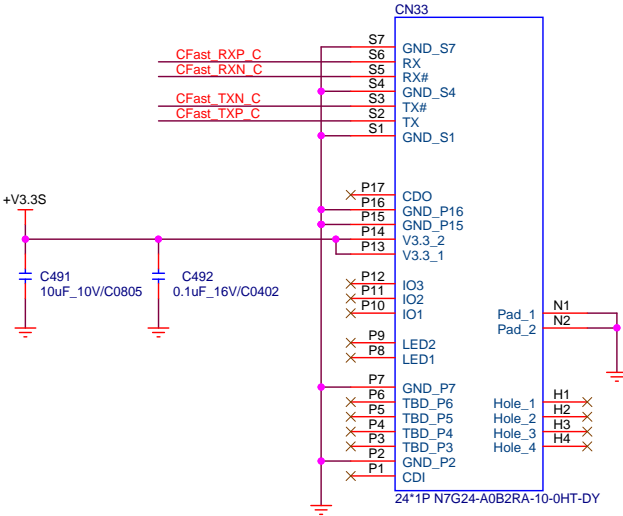 CN33
S7 GND_S7
CFast_RXP_C S6 RX
CFast_RXN_C S5 RX#
S4 GND_S4
CFast_TXN_C S3 TX#
CFast_TXP_C S2 TX
S1 GND_S1
P17 CDO
P16 GND_P16
+V3.3S
P15 GND_P15
P14 V3.3_2
P13 V3.3_1
C491
10uF_10V/C0805
C492
0.1uF_16V/C0402
P12 IO3
P11 IO2
P10 IO1
Pad_1 N1
Pad_2 N2
P9 LED2
P8 LED1
P7 GND_P7
P6 TBD_P6
P5 TBD_P5
P4 TBD_P4
P3 TBD_P3
P2 GND_P2
P1 CDI
Hole_1 H1
Hole_2 H2
Hole_3 H3
Hole_4 H4
24*1P N7G24-A0B2RA-10-0HT-DY